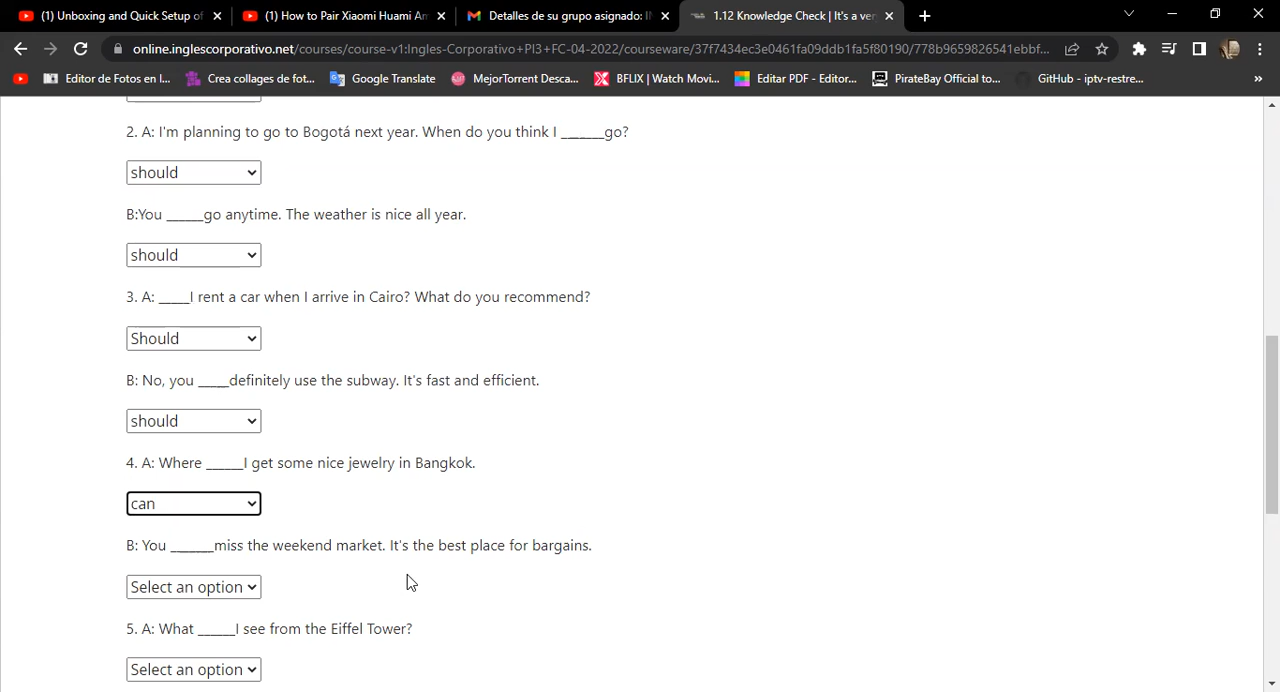 (1) Unboxing and Quick Setup of
(1) How to Pair Xiaomi Huami Am
Detalles de su grupo asignado: I
1.12 Knowledge Check | It's a ver
online.inglescorporativo.net/courses/course-v1:Ingles-Corporativo+PI3+FC-04-2022/courseware/37f7434ec3e0461fa09ddb1fa5f80190/778b9659826541ebbf...
Editor de Fotos en l...
Crea collages de fot...
Google Translate
MejorTorrent Desca...
BFLIX | Watch Movi...
Editar PDF - Editor...
PirateBay Official to...
GitHub - iptv-restre...
»
2. A: I'm planning to go to Bogotá next year. When do you think I _______go?
should
B:You ______go anytime. The weather is nice all year.
should
3. A: _____I rent a car when I arrive in Cairo? What do you recommend?
Should
B: No, you _____definitely use the subway. It's fast and efficient.
should
4. A: Where ______I get some nice jewelry in Bangkok.
can
B: You _______miss the weekend market. It's the best place for bargains.
Select an option
5. A: What ______I see from the Eiffel Tower?
Select an option